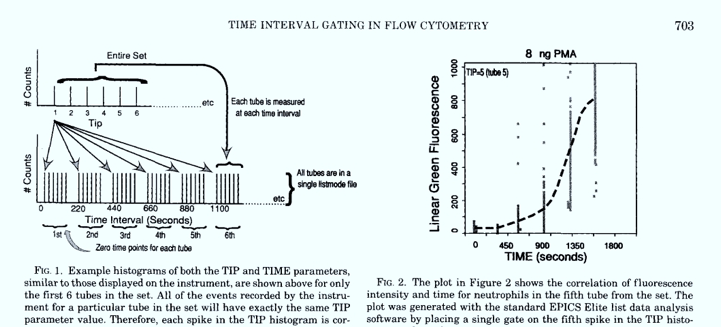 TIME INTERVAL GATING IN FLOW CYTOMETRY 703
Entire Set
# Counts
etc
1 2 3 4 5 6
Tip
Each tube is measured
at each time interval
# Counts
All tubes are in a
single listmode file
etc
0 220 440 660 880 1100
Time Interval (Seconds)
1st 2nd 3rd 4th 5th 6th
Zero time points for each tube
FIG. 1. Example histograms of both the TIP and TIME parameters,
similar to those displayed on the instrument, are shown above for only
the first 6 tubes in the set. All of the events recorded by the instru-
ment for a particular tube in the set will have exactly the same TIP
parameter value. Therefore, each spike in the TIP histogram is cor-
8 ng PMA
TIP=5 (tube 5)
Linear Green Fluorescence
1000
800
600
400
200
0
0 450 900 1350 1800
TIME (seconds)
FIG. 2. The plot in Figure 2 shows the correlation of fluorescence
intensity and time for neutrophils in the fifth tube from the set. The
plot was generated with the standard EPICS Elite list data analysis
software by placing a single gate on the fifth spike in the TIP histo-